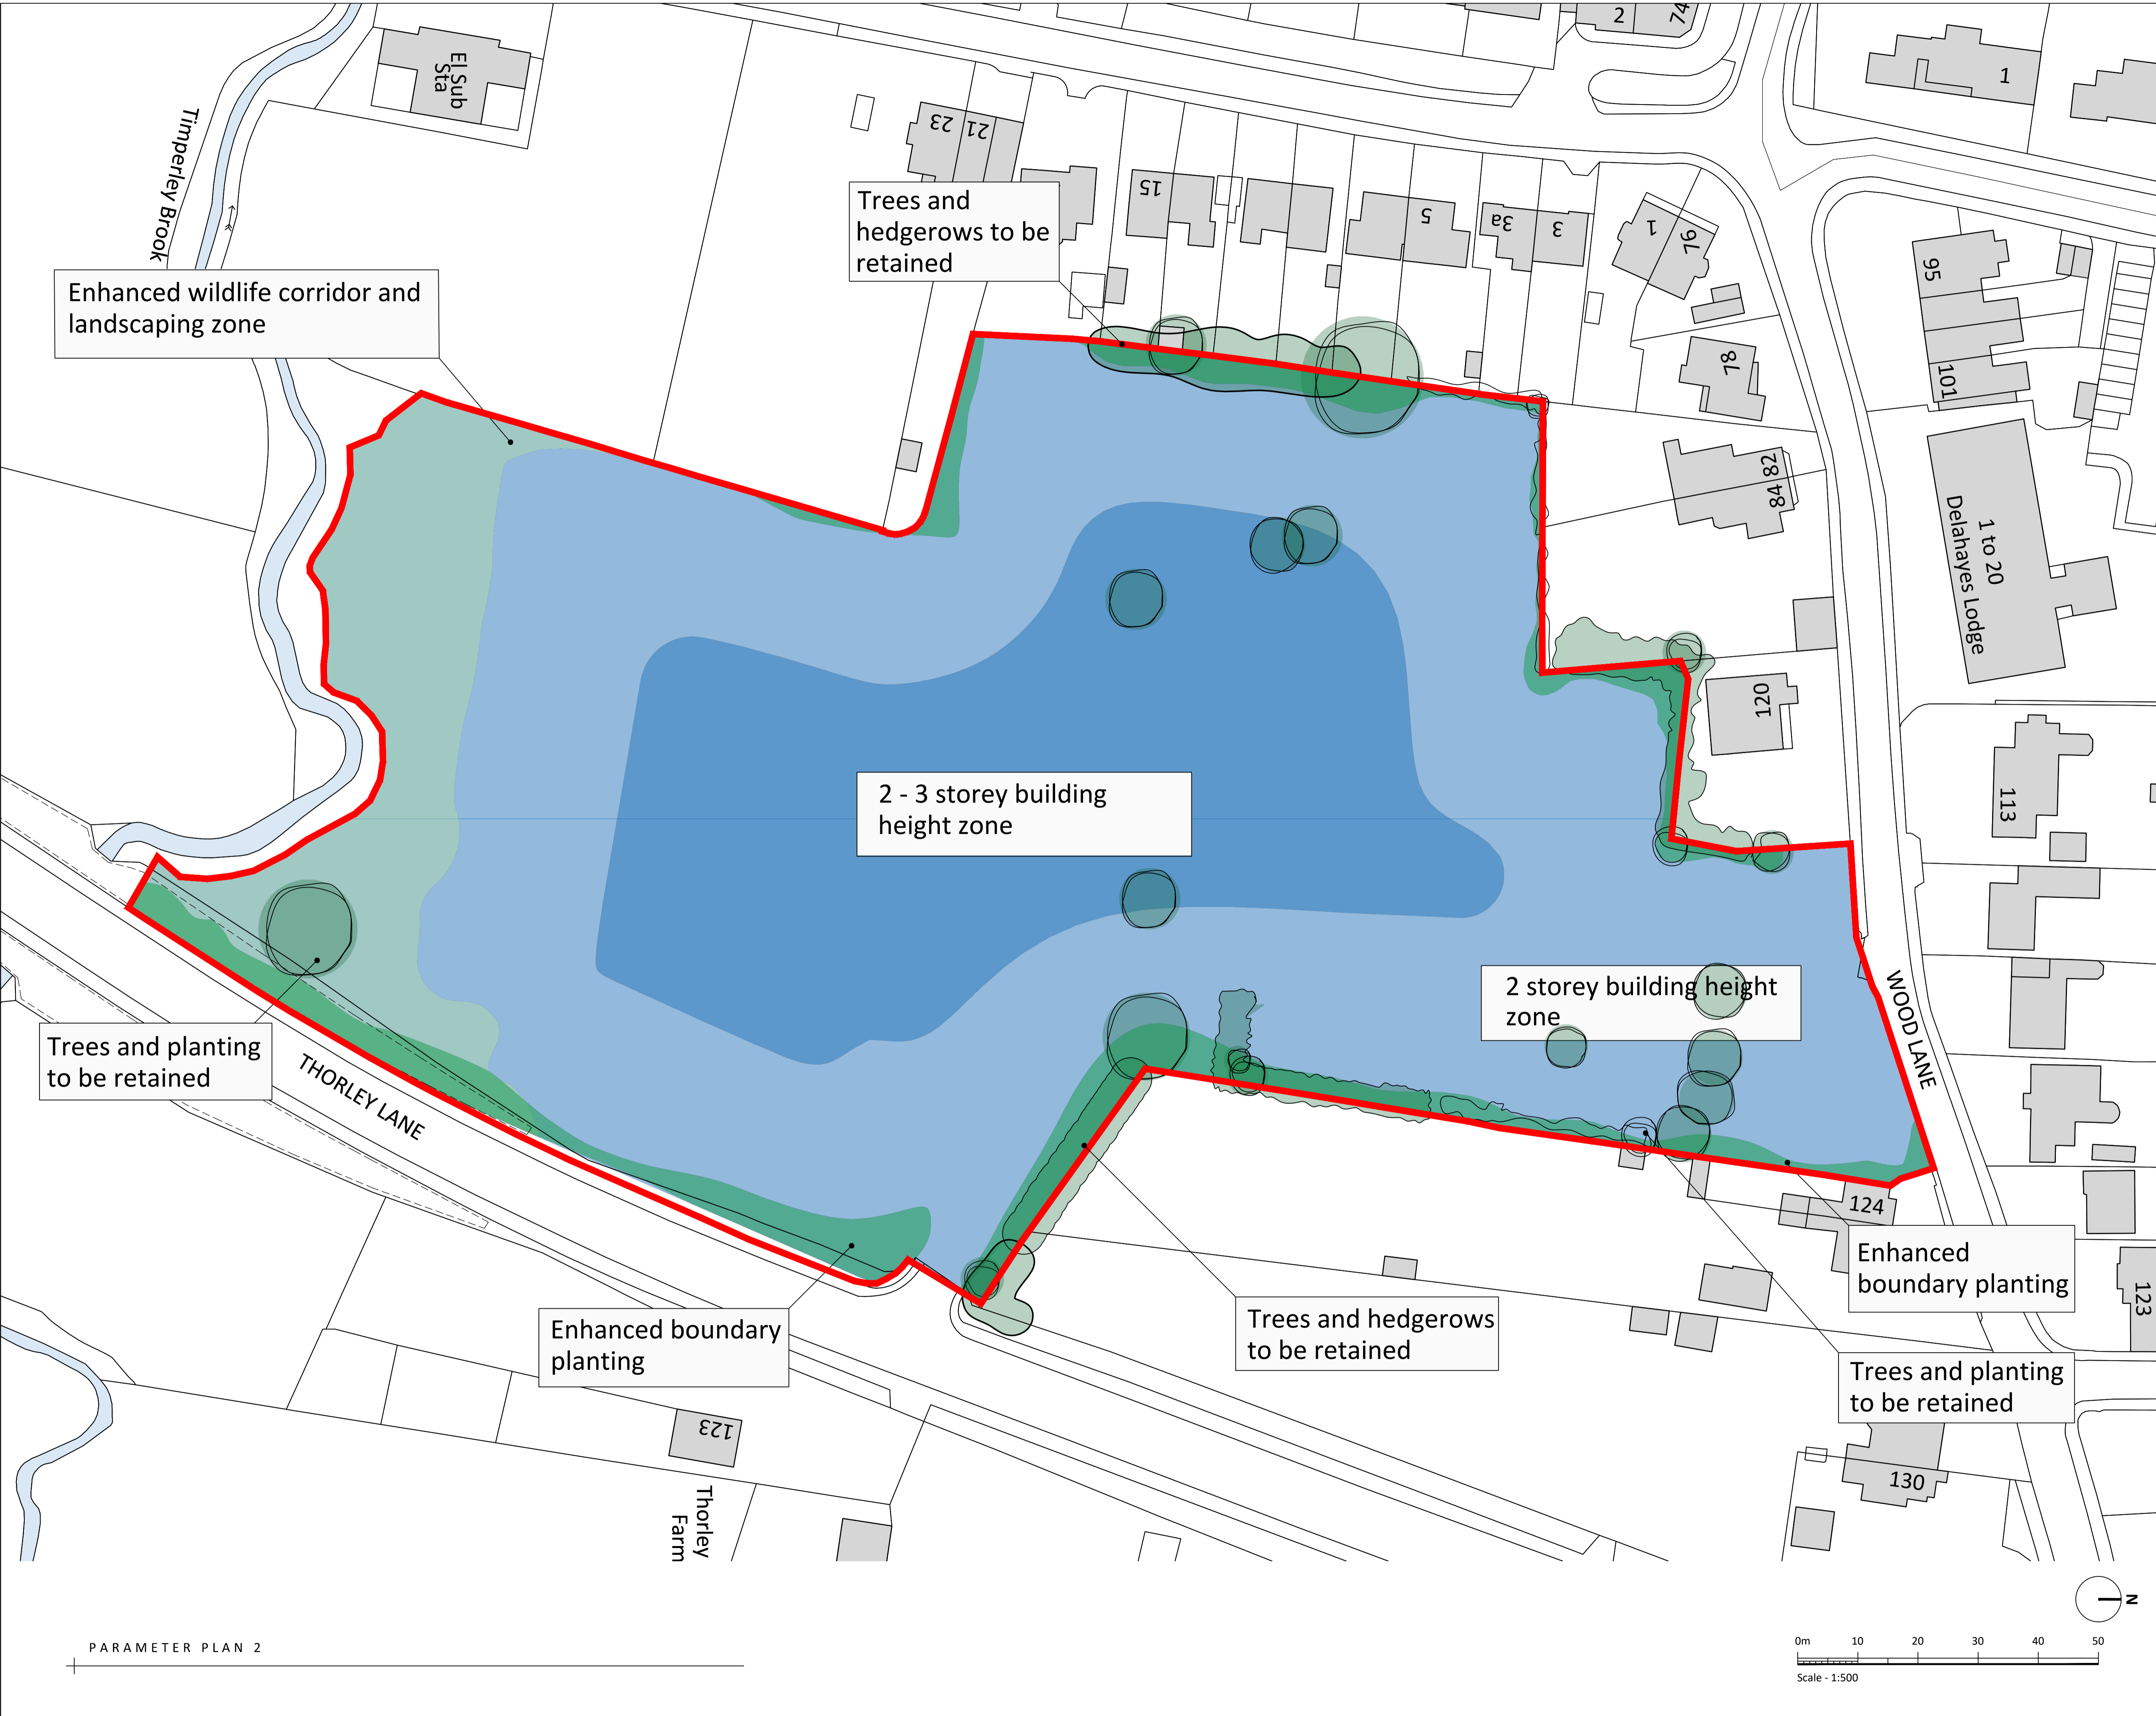 2
74
1
El Sub
Sta
Timperley Brook
23
21
15
5
3a
3
1
76
78
95
101
Trees and
hedgerows to be
retained
Enhanced wildlife corridor and
landscaping zone
82
84
1 to 20
Delahayes Lodge
120
113
2 - 3 storey building
height zone
2 storey building height
zone
WOOD LANE
Trees and planting
to be retained
THORLEY LANE
124
Enhanced
boundary planting
123
Enhanced boundary
planting
Trees and hedgerows
to be retained
Trees and planting
to be retained
123
Thorley
Farm
130
N
PARAMETER PLAN 2
0m 10 20 30 40 50
Scale - 1:500